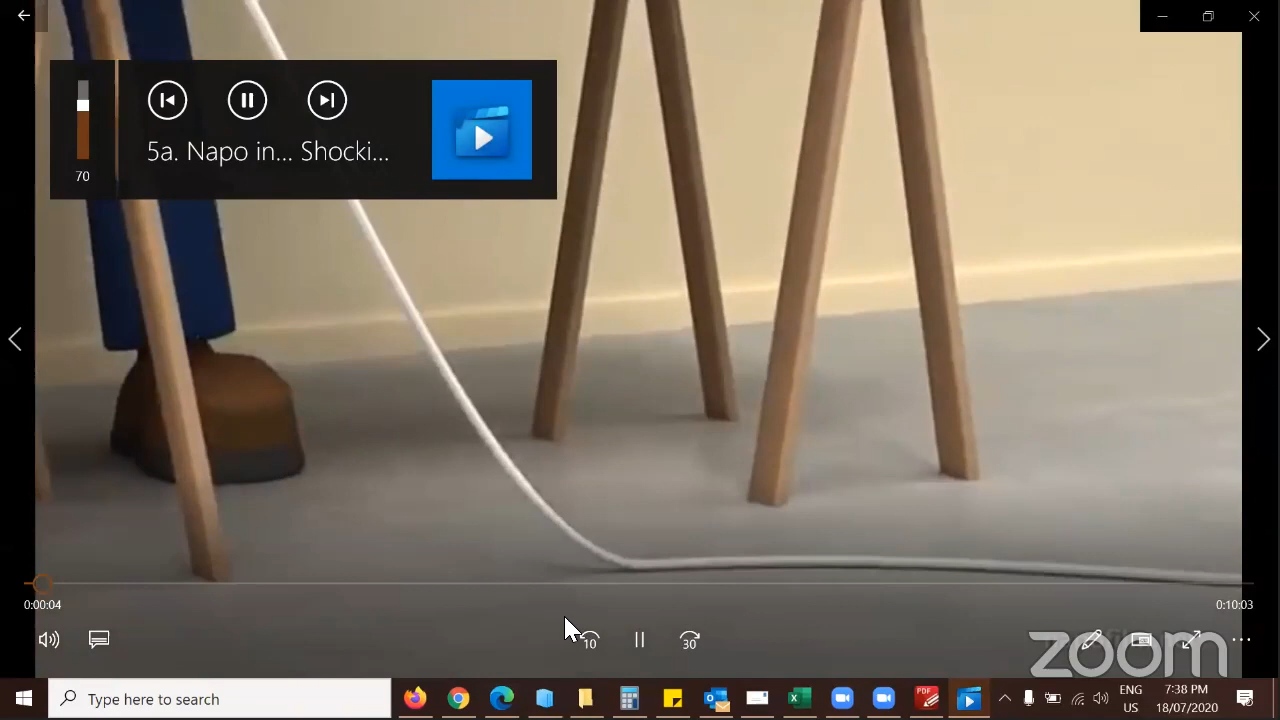 5a. Napo in... Shocki...
70
0:00:04
0:10:03
10
30
zoom
Type here to search
PDF
ENG
US
7:38 PM
18/07/2020